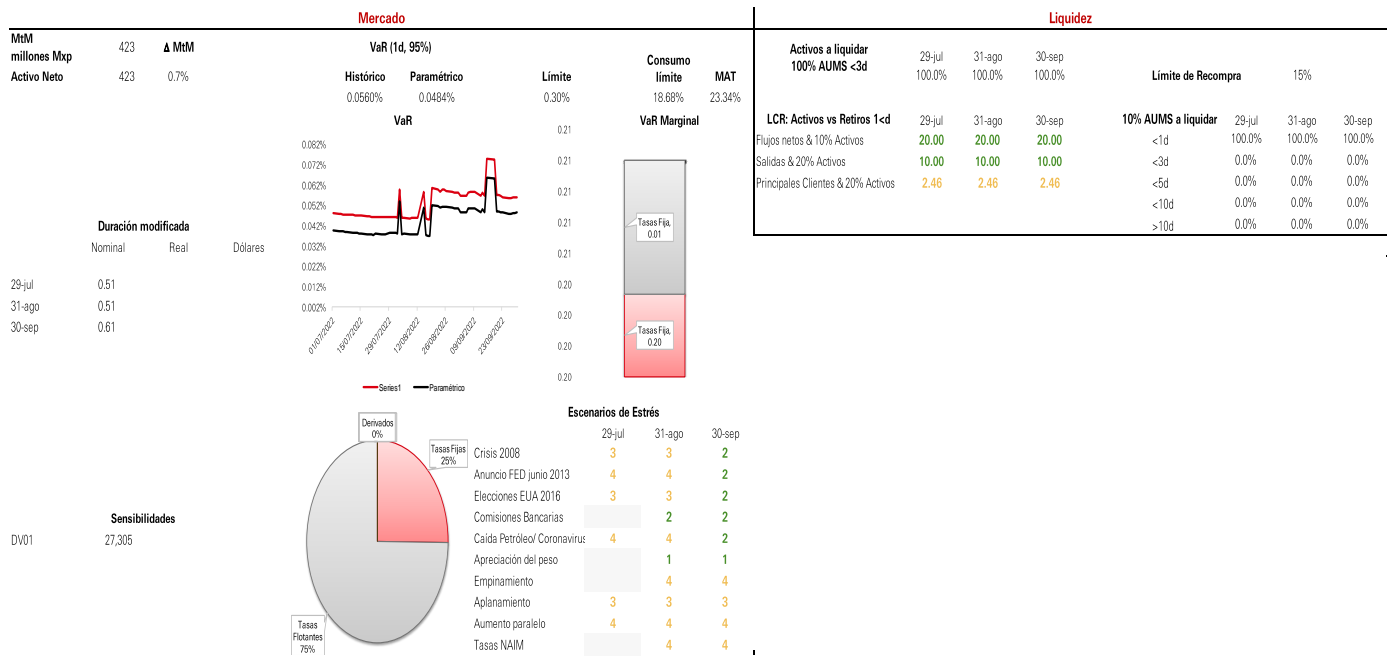 Mercado
MtM
millones Mxp
423
Δ MtM
Activo Neto 423 0.7%
VaR (1d, 95%)
Histórico Paramétrico Límite Consumo límite MAT
0.0560% 0.0484% 0.30% 18.68% 23.34%
VaR
0.082%
0.072%
0.062%
0.052%
0.042%
0.032%
0.022%
0.012%
0.002%
01/07/2022 15/07/2022 29/07/2022 12/08/2022 26/08/2022 09/09/2022 23/09/2022
Series1 Paramétrico
VaR Marginal
0.21
0.21
0.21
0.21
0.21
0.20
0.20
0.20
0.20
Tasas Fija,
0.01
Tasas Fija,
0.20
Duración modificada
Nominal Real Dólares
29-jul 0.51
31-ago 0.51
30-sep 0.61
Sensibilidades
DV01 27,305
Derivados
0%
Tasas Fijas
25%
Tasas
Flotantes
75%
Escenarios de Estrés
29-jul 31-ago 30-sep
Crisis 2008 3 3 2
Anuncio FED junio 2013 4 4 2
Elecciones EUA 2016 3 3 2
Comisiones Bancarias 2 2
Caída Petróleo/ Coronavirus 4 4 2
Apreciación del peso 1 1
Empinamiento 4 4
Aplanamiento 3 3 3
Aumento paralelo 4 4 4
Tasas NAIM 4 4
Liquidez
Activos a liquidar
100% AUMS <3d
29-jul 31-ago 30-sep
100.0% 100.0% 100.0%
Límite de Recompra 15%
LCR: Activos vs Retiros 1<d 29-jul 31-ago 30-sep
Flujos netos & 10% Activos 20.00 20.00 20.00
Salidas & 20% Activos 10.00 10.00 10.00
Principales Clientes & 20% Activos 2.46 2.46 2.46
10% AUMS a liquidar 29-jul 31-ago 30-sep
<1d 100.0% 100.0% 100.0%
<3d 0.0% 0.0% 0.0%
<5d 0.0% 0.0% 0.0%
<10d 0.0% 0.0% 0.0%
>10d 0.0% 0.0% 0.0%